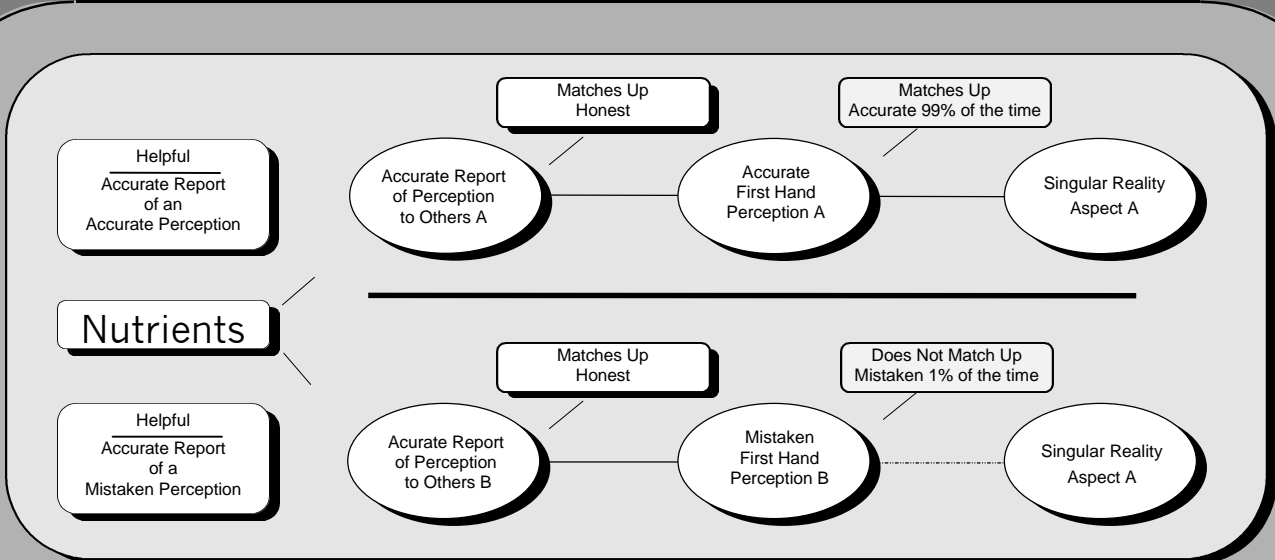 Matches Up
Honest
Matches Up
Accurate 99% of the time
Helpful
Accurate Report
of an
Accurate Perception
Accurate Report
of Perception
to Others A
Accurate
First Hand
Perception A
Singular Reality
Aspect A
Nutrients
Matches Up
Honest
Does Not Match Up
Mistaken 1% of the time
Helpful
Accurate Report
of a
Mistaken Perception
Acurate Report
of Perception
to Others B
Mistaken
First Hand
Perception B
Singular Reality
Aspect A